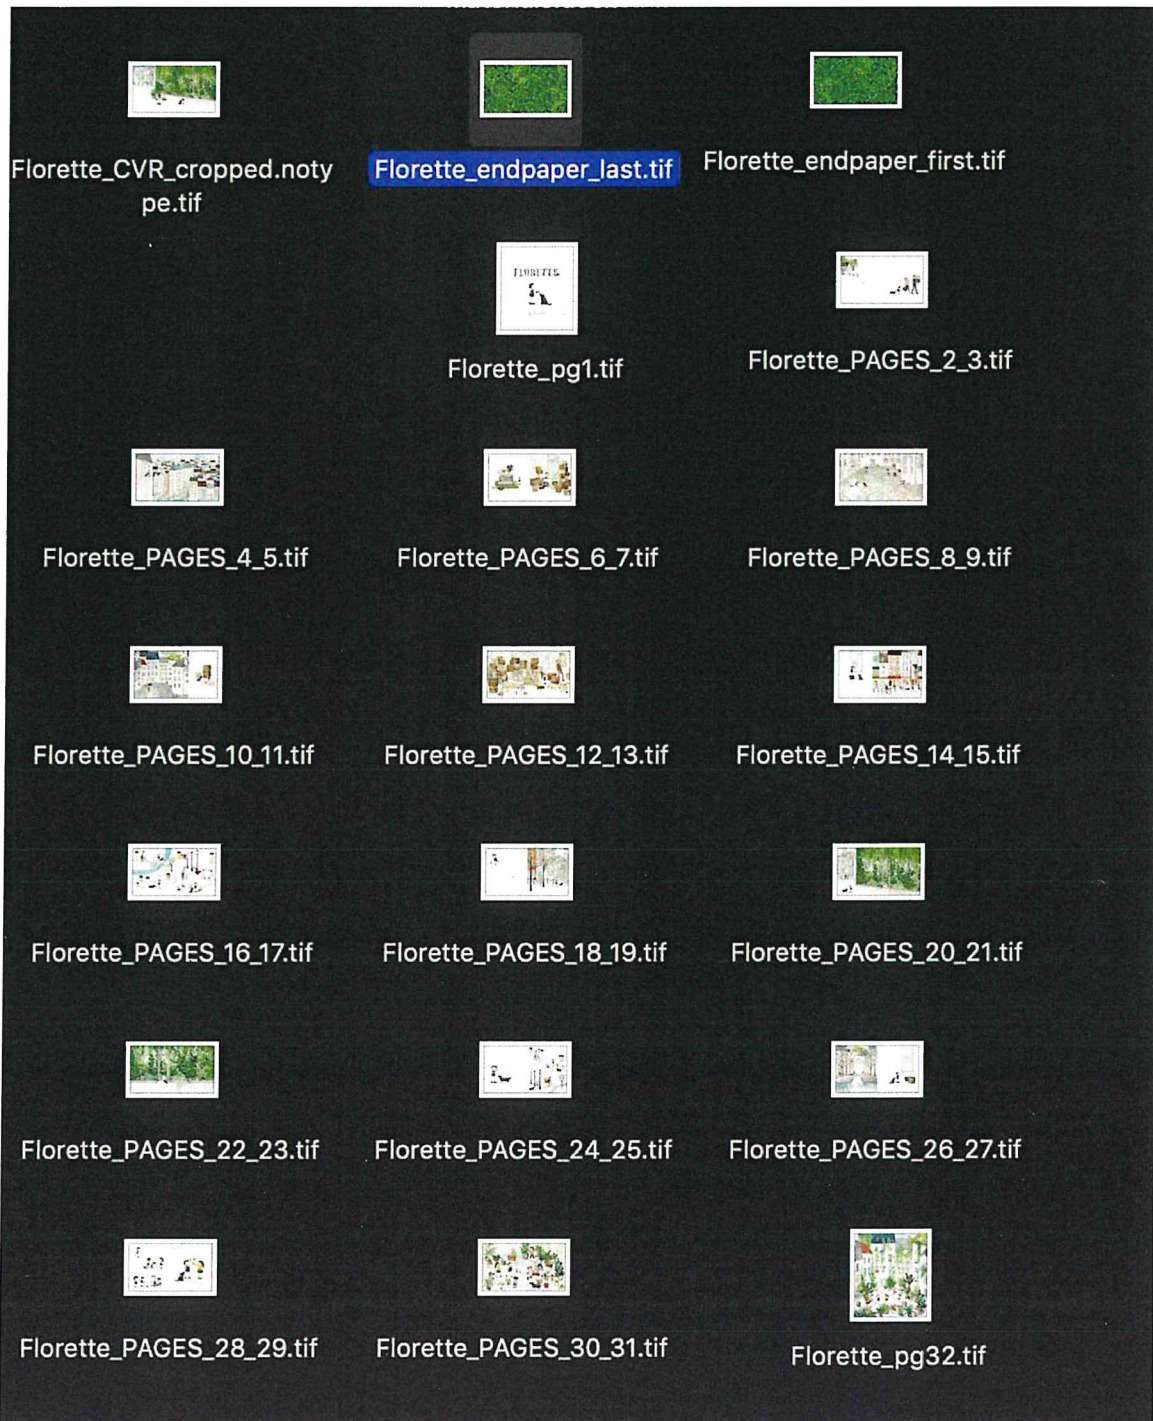 Florette_CVR_cropped.noty
pe.tif
Florette_endpaper_last.tif
Florette_endpaper_first.tif
FLORETTE
Florette_pg1.tif
Florette_PAGES_2_3.tif
Florette_PAGES_4_5.tif
Florette_PAGES_6_7.tif
Florette_PAGES_8_9.tif
Florette_PAGES_10_11.tif
Florette_PAGES_12_13.tif
Florette_PAGES_14_15.tif
Florette_PAGES_16_17.tif
Florette_PAGES_18_19.tif
Florette_PAGES_20_21.tif
Florette_PAGES_22_23.tif
Florette_PAGES_24_25.tif
Florette_PAGES_26_27.tif
Florette_PAGES_28_29.tif
Florette_PAGES_30_31.tif
Florette_pg32.tif